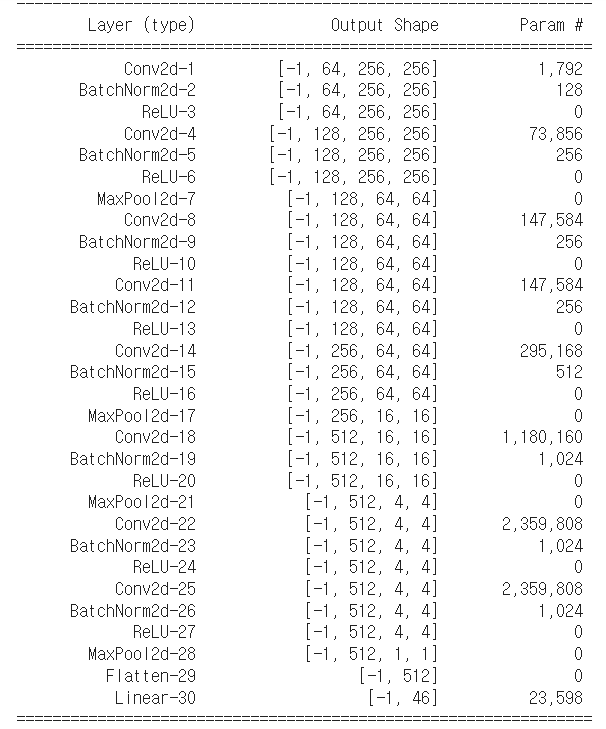 ----------------------------------------------------------------
Layer (type) Output Shape Param #
================================================================
Conv2d-1 [-1, 64, 256, 256] 1,792
BatchNorm2d-2 [-1, 64, 256, 256] 128
ReLU-3 [-1, 64, 256, 256] 0
Conv2d-4 [-1, 128, 256, 256] 73,856
BatchNorm2d-5 [-1, 128, 256, 256] 256
ReLU-6 [-1, 128, 256, 256] 0
MaxPool2d-7 [-1, 128, 64, 64] 0
Conv2d-8 [-1, 128, 64, 64] 147,584
BatchNorm2d-9 [-1, 128, 64, 64] 256
ReLU-10 [-1, 128, 64, 64] 0
Conv2d-11 [-1, 128, 64, 64] 147,584
BatchNorm2d-12 [-1, 128, 64, 64] 256
ReLU-13 [-1, 128, 64, 64] 0
Conv2d-14 [-1, 256, 64, 64] 295,168
BatchNorm2d-15 [-1, 256, 64, 64] 512
ReLU-16 [-1, 256, 64, 64] 0
MaxPool2d-17 [-1, 256, 16, 16] 0
Conv2d-18 [-1, 512, 16, 16] 1,180,160
BatchNorm2d-19 [-1, 512, 16, 16] 1,024
ReLU-20 [-1, 512, 16, 16] 0
MaxPool2d-21 [-1, 512, 4, 4] 0
Conv2d-22 [-1, 512, 4, 4] 2,359,808
BatchNorm2d-23 [-1, 512, 4, 4] 1,024
ReLU-24 [-1, 512, 4, 4] 0
Conv2d-25 [-1, 512, 4, 4] 2,359,808
BatchNorm2d-26 [-1, 512, 4, 4] 1,024
ReLU-27 [-1, 512, 4, 4] 0
MaxPool2d-28 [-1, 512, 1, 1] 0
Flatten-29 [-1, 512] 0
Linear-30 [-1, 46] 23,598
================================================================